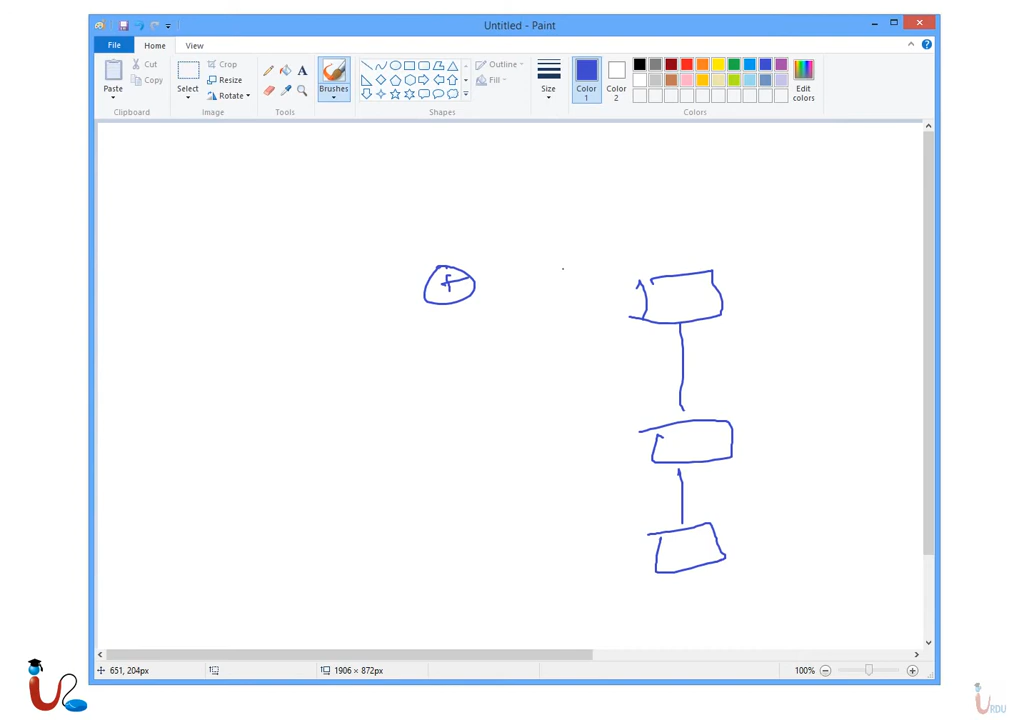 Untitled - Paint
File Home View
Paste
Cut
Copy
Clipboard
Select
Crop
Resize
Rotate
Image
A
Tools
Brushes
Outline
Fill
Shapes
Size
Color 1
Color 2
Edit colors
Colors
+
651, 204px
1906 × 872px
100%
URDU